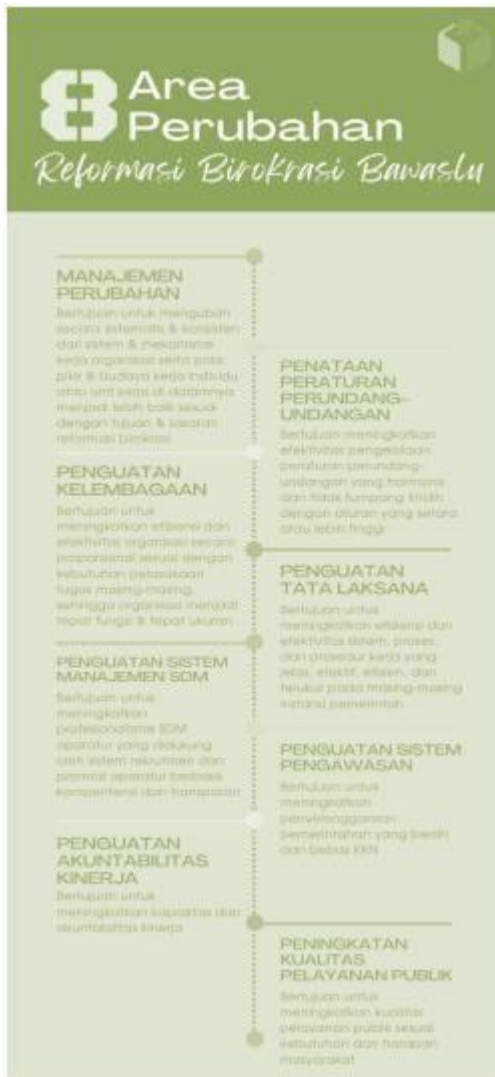 8 Area
Perubahan
Reformasi Birokrasi Bawaslu
MANAJEMEN
PERUBAHAN
Bertujuan untuk mengubah
secara sistematis & konsisten
dari sistem & mekanisme
kerja organisasi serta pola
pikir & budaya kerja individu
atau unit kerja di dalamnya
menjadi lebih baik sesuai
dengan tujuan & sasaran
reformasi birokrasi
PENATAAN
PERATURAN
PERUNDANG-
UNDANGAN
Bertujuan meningkatkan
efektivitas pengelolaan
peraturan perundang-
undangan yang harmonis
dan tidak tumpang tindih
dengan aturan yang setara
atau lebih tinggi
PENGUATAN
KELEMBAGAAN
Bertujuan untuk
meningkatkan efisiensi dan
efektivitas organisasi secara
proporsional sesuai dengan
kebutuhan pelaksanaan
tugas masing-masing,
sehingga organisasi menjadi
tepat fungsi & tepat ukuran
PENGUATAN
TATA LAKSANA
Bertujuan untuk
meningkatkan efisiensi dan
efektivitas sistem, proses,
dan prosedur kerja yang
jelas, efektif, efisien, dan
terukur pada masing-masing
instansi pemerintah
PENGUATAN SISTEM
MANAJEMEN SDM
Bertujuan untuk
meningkatkan
profesionalisme SDM
aparatur yang didukung
oleh sistem rekrutmen dan
promosi aparatur berbasis
kompentensi dan transparan
PENGUATAN SISTEM
PENGAWASAN
Bertujuan untuk
meningkatkan
penyelenggaraan
pemerintahan yang bersih
dan bebas KKN
PENGUATAN
AKUNTABILITAS
KINERJA
Bertujuan untuk
meningkatkan kapasitas dan
akuntabilitas kinerja
PENINGKATAN
KUALITAS
PELAYANAN PUBLIK
Bertujuan untuk
meningkatkan kualitas
pelayanan publik sesuai
kebutuhan dan harapan
masyarakat